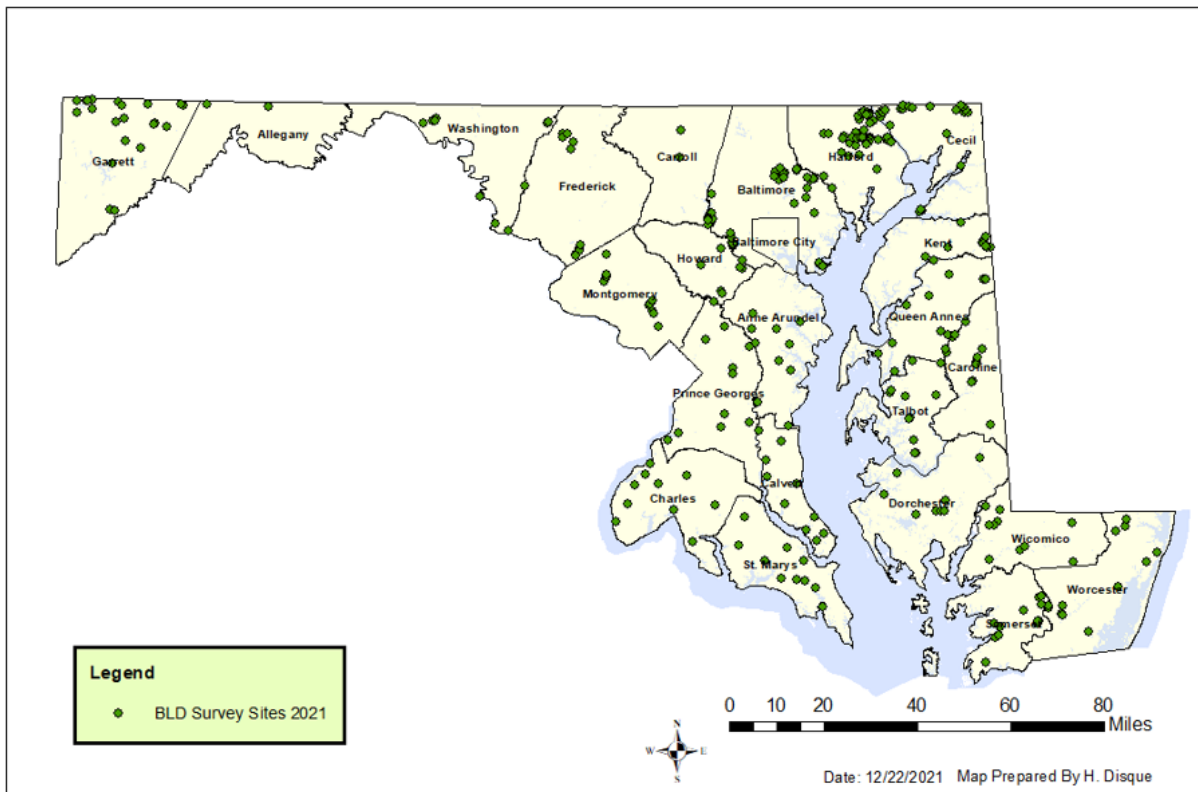 Garrett
Allegany
Washington
Frederick
Carroll
Baltimore
Harford
Cecil
Baltimore City
Howard
Kent
Montgomery
Anne Arundel
Queen Annes
Caroline
Prince Georges
Talbot
Charles
Calvert
Dorchester
St. Marys
Wicomico
Worcester
Somerset
Legend
BLD Survey Sites 2021
0 10 20 40 60 80
Miles
N
W E
S
Date: 12/22/2021 Map Prepared By H. Disque